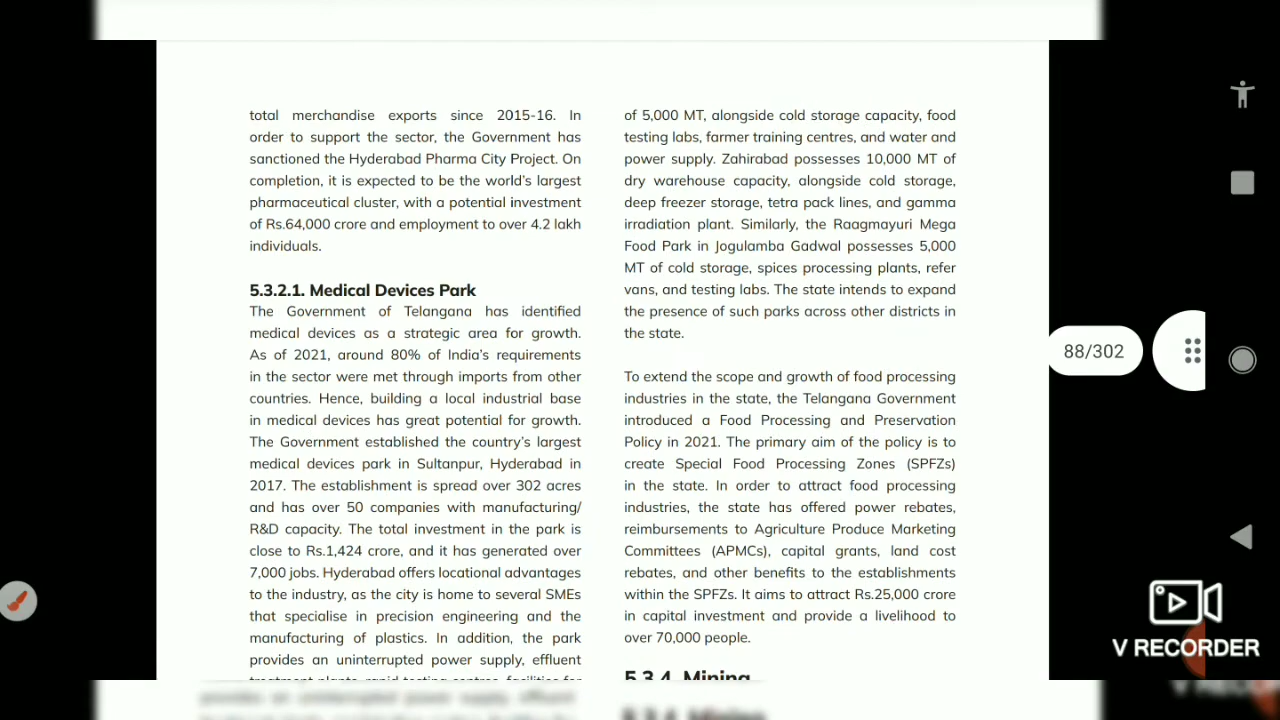 total merchandise exports since 2015-16. In
order to support the sector, the Government has
sanctioned the Hyderabad Pharma City Project. On
completion, it is expected to be the world's largest
pharmaceutical cluster, with a potential investment
of Rs.64,000 crore and employment to over 4.2 lakh
individuals.
5.3.2.1. Medical Devices Park
The Government of Telangana has identified
medical devices as a strategic area for growth.
As of 2021, around 80% of India's requirements
in the sector were met through imports from other
countries. Hence, building a local industrial base
in medical devices has great potential for growth.
The Government established the country's largest
medical devices park in Sultanpur, Hyderabad in
2017. The establishment is spread over 302 acres
and has over 50 companies with manufacturing/
R&D capacity. The total investment in the park is
close to Rs.1,424 crore, and it has generated over
7,000 jobs. Hyderabad offers locational advantages
to the industry, as the city is home to several SMEs
that specialise in precision engineering and the
manufacturing of plastics. In addition, the park
provides an uninterrupted power supply, effluent
treatment plants, rapid testing centre, facilities for
of 5,000 MT, alongside cold storage capacity, food
testing labs, farmer training centres, and water and
power supply. Zahirabad possesses 10,000 MT of
dry warehouse capacity, alongside cold storage,
deep freezer storage, tetra pack lines, and gamma
irradiation plant. Similarly, the Raagmayuri Mega
Food Park in Jogulamba Gadwal possesses 5,000
MT of cold storage, spices processing plants, refer
vans, and testing labs. The state intends to expand
the presence of such parks across other districts in
the state.
To extend the scope and growth of food processing
industries in the state, the Telangana Government
introduced a Food Processing and Preservation
Policy in 2021. The primary aim of the policy is to
create Special Food Processing Zones (SPFZs)
in the state. In order to attract food processing
industries, the state has offered power rebates,
reimbursements to Agriculture Produce Marketing
Committees (APMCs), capital grants, land cost
rebates, and other benefits to the establishments
within the SPFZs. It aims to attract Rs.25,000 crore
in capital investment and provide a livelihood to
over 70,000 people.
5.3.4. Mining
88/302
V RECORDER